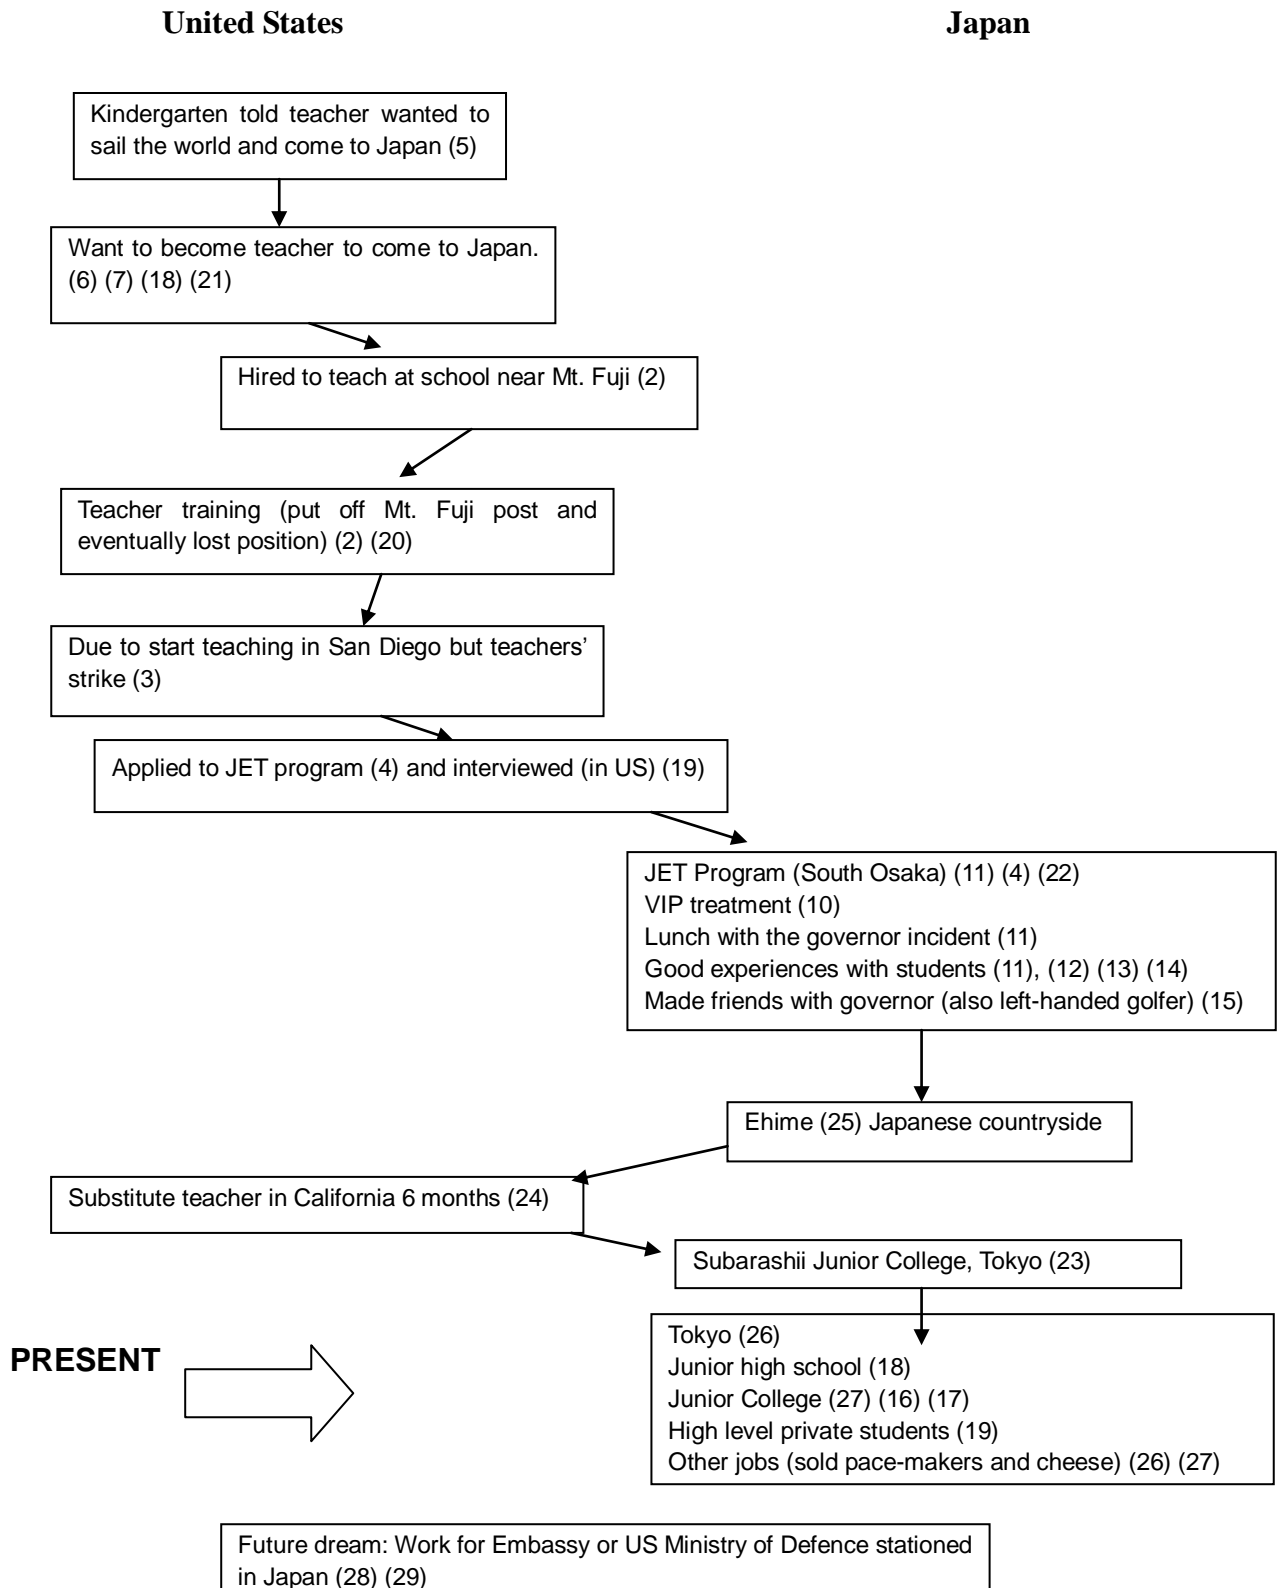 United States
Japan
Kindergarten told teacher wanted to
sail the world and come to Japan (5)
Want to become teacher to come to Japan.
(6) (7) (18) (21)
Hired to teach at school near Mt. Fuji (2)
Teacher training (put off Mt. Fuji post and
eventually lost position) (2) (20)
Due to start teaching in San Diego but teachers’
strike (3)
Applied to JET program (4) and interviewed (in US) (19)
JET Program (South Osaka) (11) (4) (22)
VIP treatment (10)
Lunch with the governor incident (11)
Good experiences with students (11), (12) (13) (14)
Made friends with governor (also left-handed golfer) (15)
Ehime (25) Japanese countryside
Substitute teacher in California 6 months (24)
Subarashii Junior College, Tokyo (23)
PRESENT
Tokyo (26)
Junior high school (18)
Junior College (27) (16) (17)
High level private students (19)
Other jobs (sold pace-makers and cheese) (26) (27)
Future dream: Work for Embassy or US Ministry of Defence stationed
in Japan (28) (29)